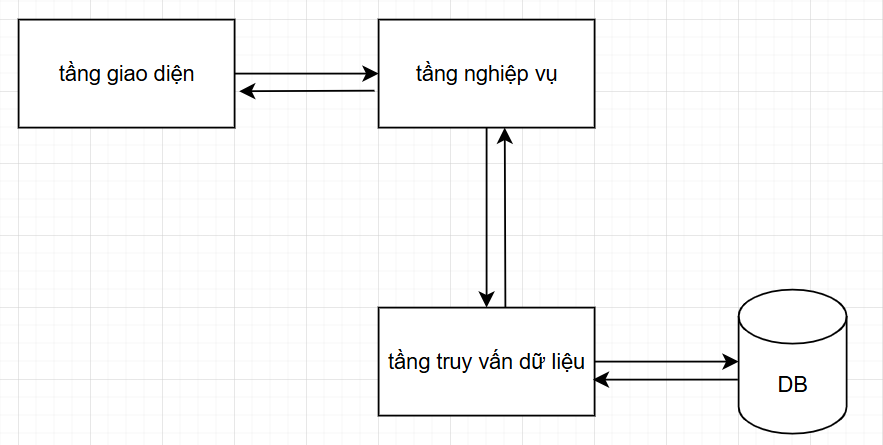 tầng giao diện
tầng nghiệp vụ
tầng truy vấn dữ liệu
DB